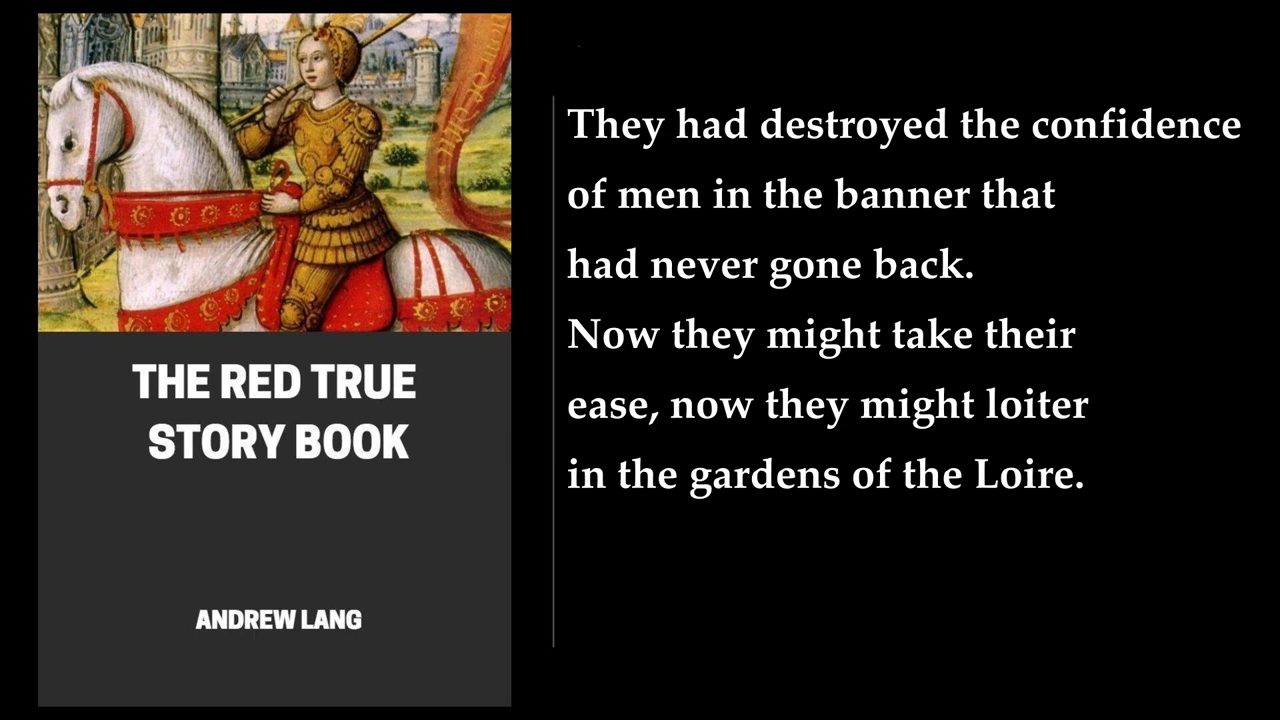 THE RED TRUE
STORY BOOK
ANDREW LANG
They had destroyed the confidence
of men in the banner that
had never gone back.
Now they might take their
ease, now they might loiter
in the gardens of the Loire.